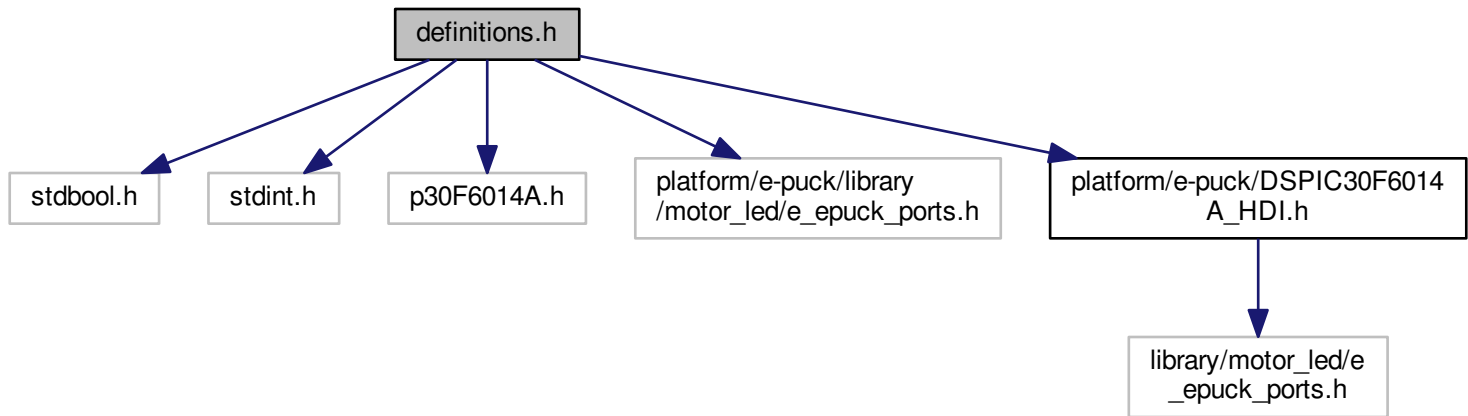 definitions.h
stdbool.h
stdint.h
p30F6014A.h
platform/e-puck/library
/motor_led/e_epuck_ports.h
platform/e-puck/DSPIC30F6014
A_HDI.h
library/motor_led/e
_epuck_ports.h